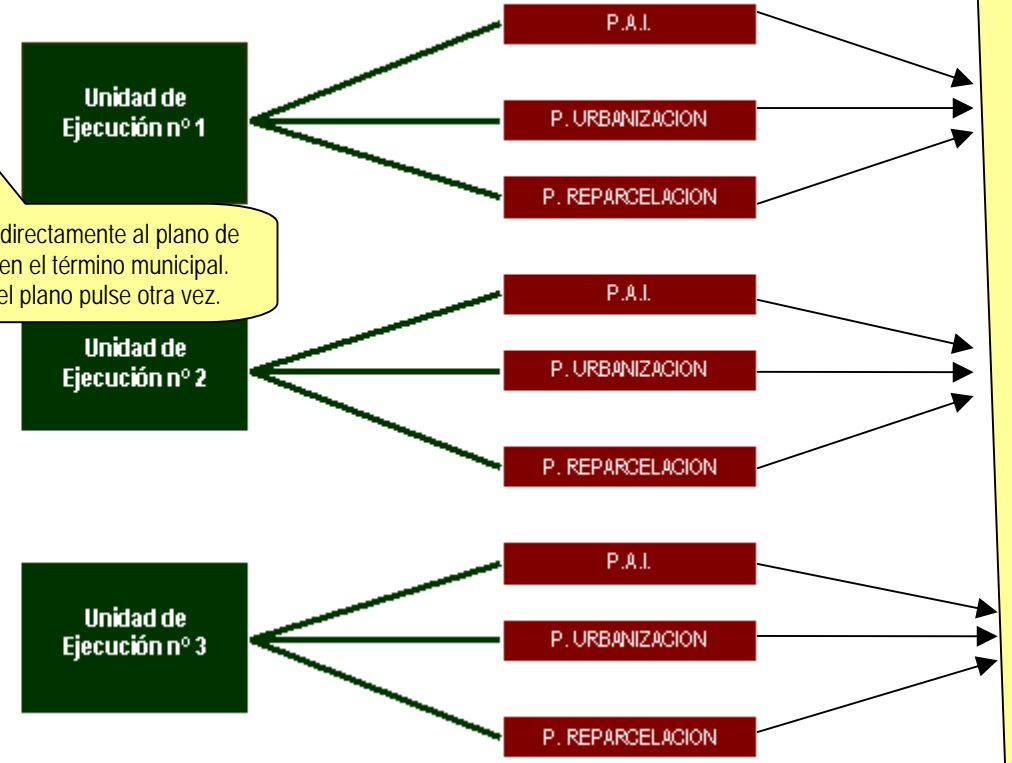 P.A.I.
Unidad de
Ejecución nº 1
P. URBANIZACION
P. REPARCELACION
directamente al plano de
en el término municipal.
el plano pulse otra vez.
P.A.I.
Unidad de
Ejecución nº 2
P. URBANIZACION
P. REPARCELACION
P.A.I.
Unidad de
Ejecución nº 3
P. URBANIZACION
P. REPARCELACION